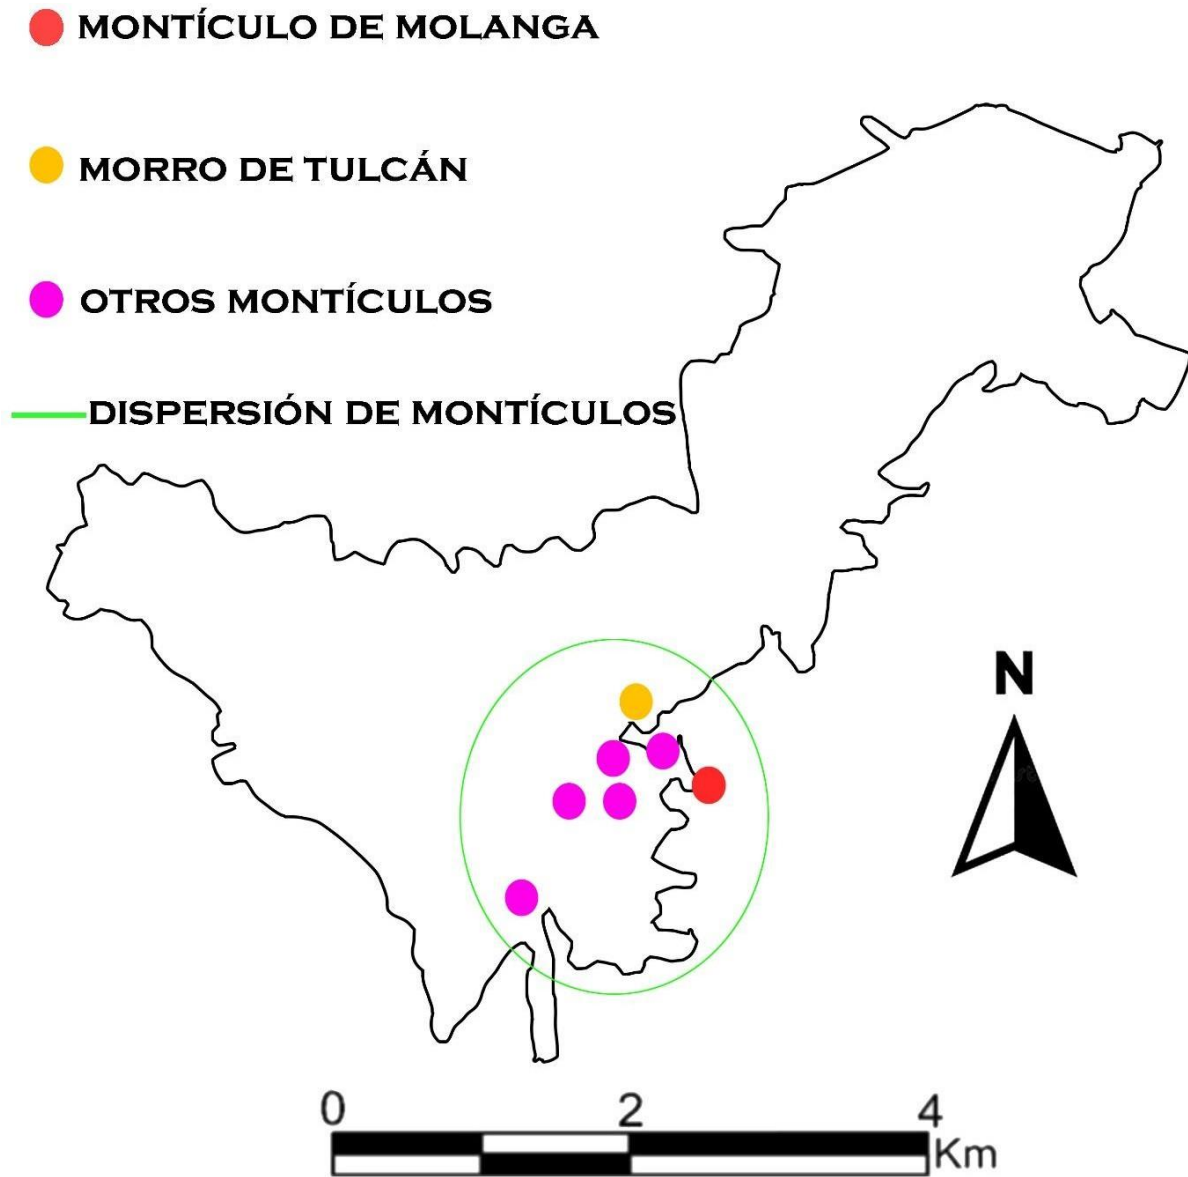 MONTÍCULO DE MOLANGA
MORRO DE TULCÁN
OTROS MONTÍCULOS
DISPERSIÓN DE MONTÍCULOS
N
0 2 4
Km